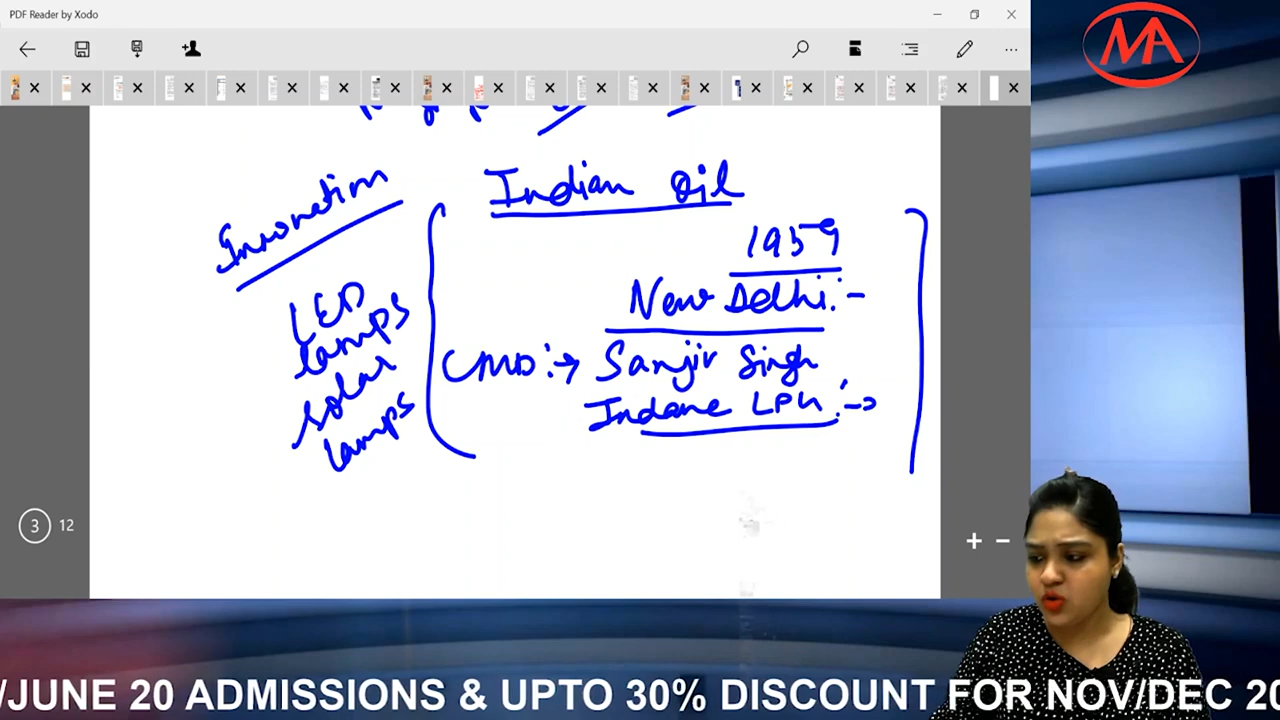 PDF Reader by Xodo
MA
Indian Oil
Innovation
1959
New Delhi:-
LED
lamps
CMD:→ Sanjiv Singh
solar
Indane LPG:→
lamps
3 12
+ −
/JUNE 20 ADMISSIONS & UPTO 30% DISCOUNT FOR NOV/DEC 20